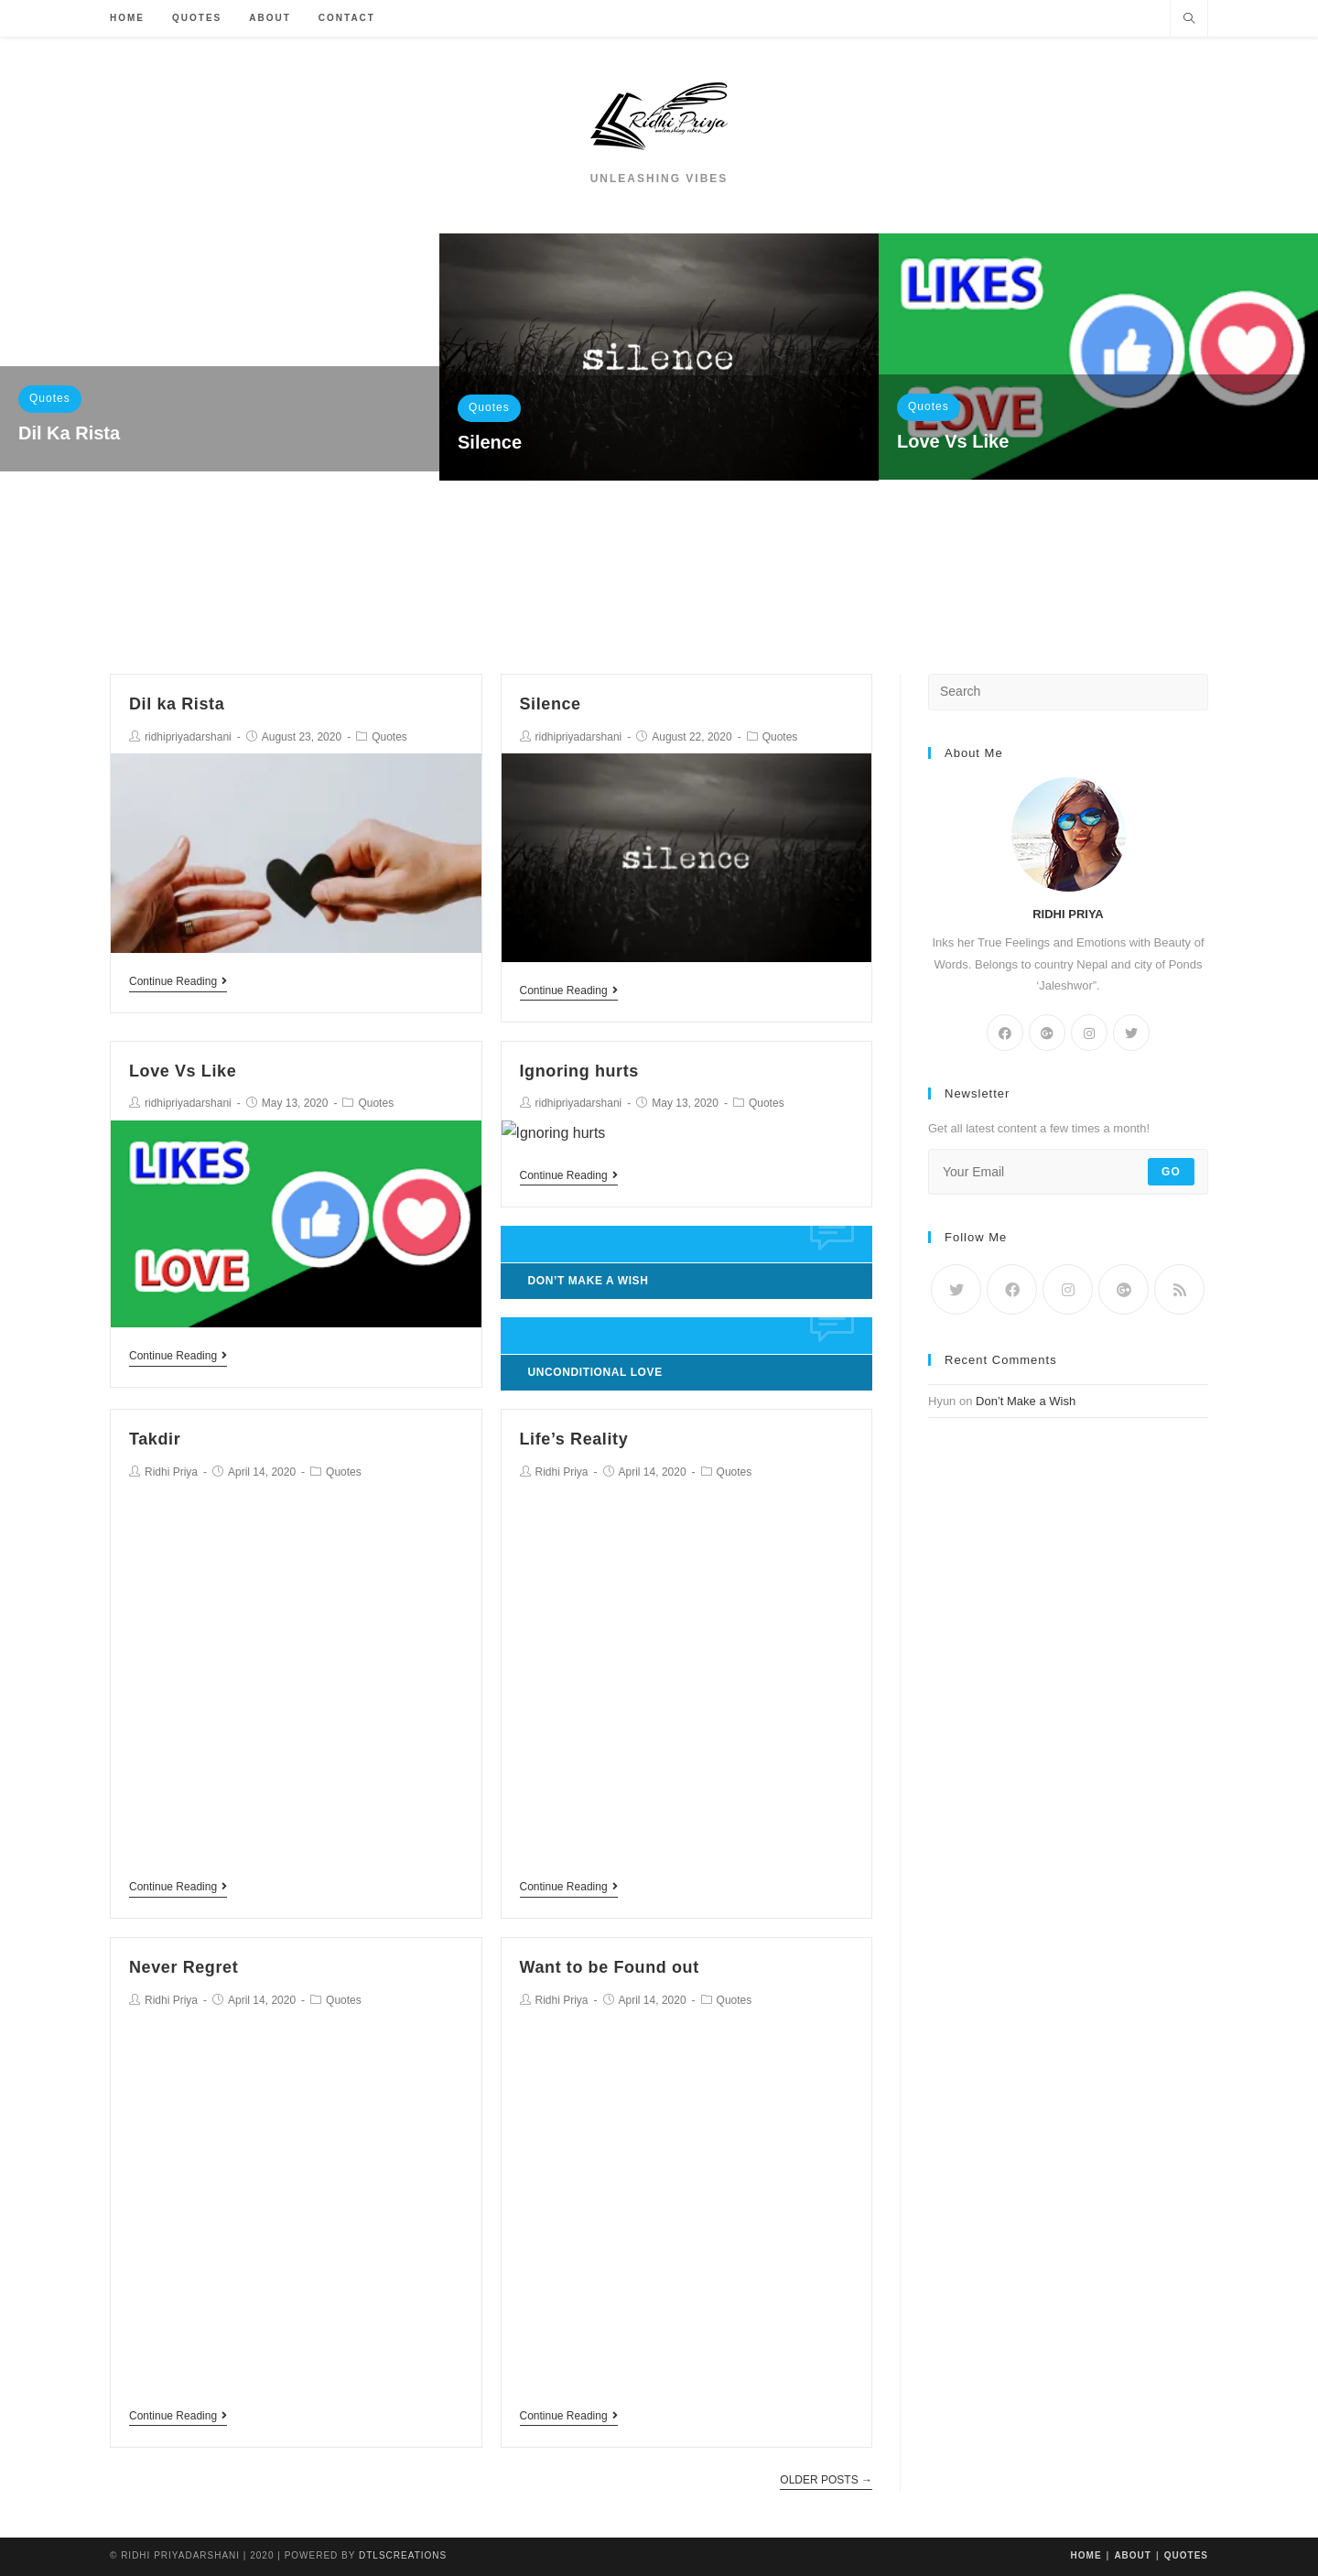 HOME QUOTES ABOUT CONTACT
Ridhi Priya
unleashing vibes
UNLEASHING VIBES
Quotes
Dil Ka Rista
silence
Quotes
Silence
LIKES
LOVE
Quotes
Love Vs Like
Dil ka Rista
ridhipriyadarshani - August 23, 2020 - Quotes
Continue Reading
Silence
ridhipriyadarshani - August 22, 2020 - Quotes
silence
Continue Reading
Love Vs Like
ridhipriyadarshani - May 13, 2020 - Quotes
LIKES
LOVE
Continue Reading
Ignoring hurts
ridhipriyadarshani - May 13, 2020 - Quotes
Ignoring hurts
Continue Reading
DON’T MAKE A WISH
UNCONDITIONAL LOVE
Takdir
Ridhi Priya - April 14, 2020 - Quotes
Continue Reading
Life’s Reality
Ridhi Priya - April 14, 2020 - Quotes
Continue Reading
Never Regret
Ridhi Priya - April 14, 2020 - Quotes
Continue Reading
Want to be Found out
Ridhi Priya - April 14, 2020 - Quotes
Continue Reading
OLDER POSTS →
Search
About Me
RIDHI PRIYA
Inks her True Feelings and Emotions with Beauty of
Words. Belongs to country Nepal and city of Ponds
‘Jaleshwor”.
Newsletter
Get all latest content a few times a month!
Your Email GO
Follow Me
Recent Comments
Hyun on Don’t Make a Wish
© RIDHI PRIYADARSHANI | 2020 | POWERED BY DTLSCREATIONS
HOME | ABOUT | QUOTES